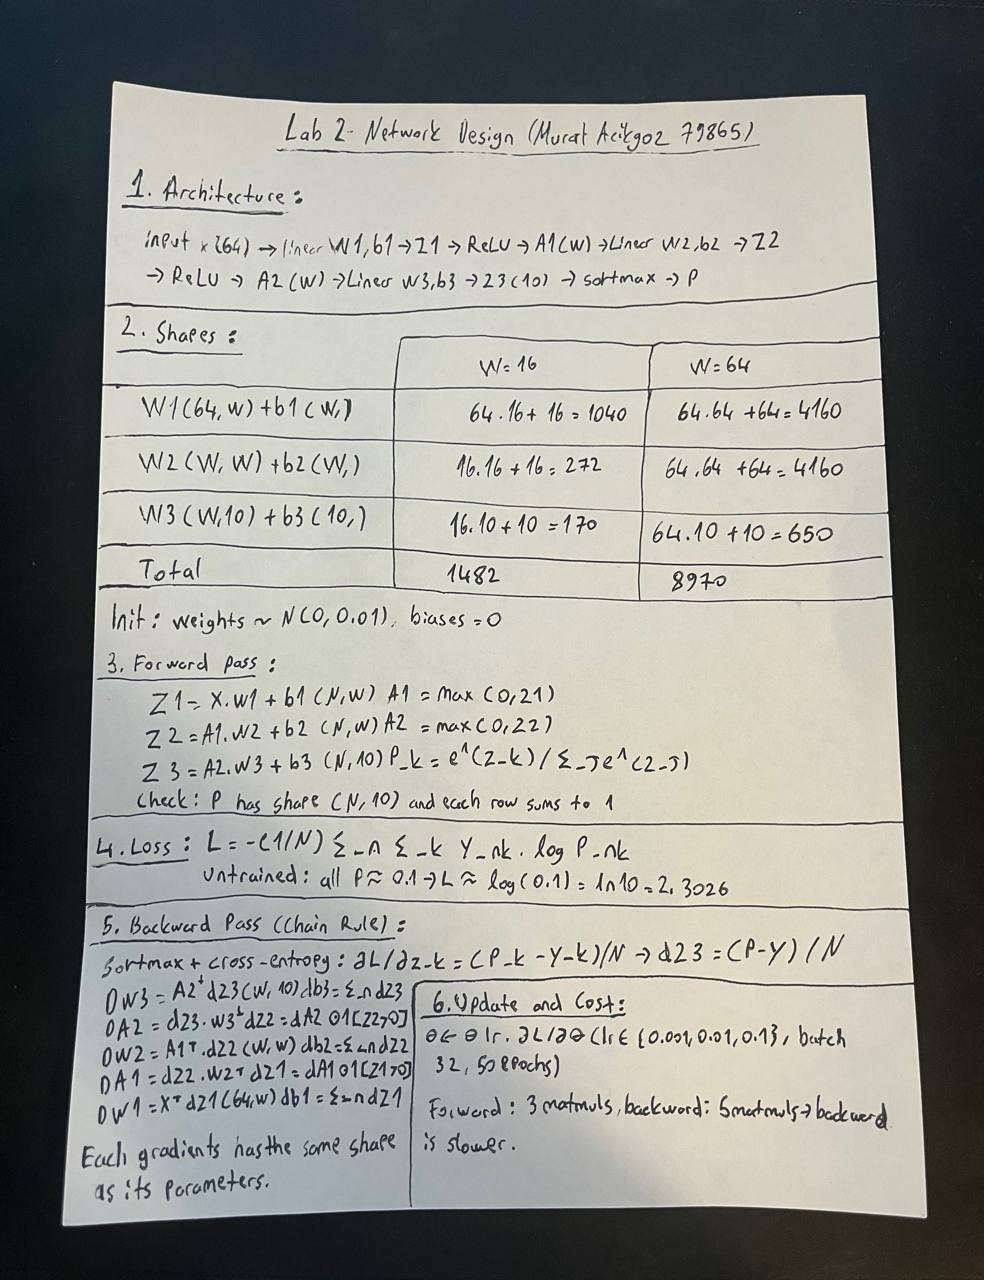 Lab 2- Network Design (Murat Acikgoz 79865)
1. Architecture:
input x (64) → linear W1,b1 → Z1 → ReLU → A1(W) → Linear W2,b2 → Z2
→ ReLU → A2 (W) → Linear W3,b3 → Z3 (10) → softmax → P
2. Shapes:
W=16 W=64
W1(64,W)+b1(W,) 64.16+16=1040 64.64+64=4160
W2(W,W)+b2(W,) 16.16+16=272 64.64+64=4160
W3(W,10)+b3(10,) 16.10+10=170 64.10+10=650
Total 1482 8970
Init: weights ~ N(0, 0.01), biases = 0
3. Forward pass:
Z1 = X.W1 + b1 (N,W) A1 = max(0,Z1)
Z2 = A1.W2 + b2 (N,W) A2 = max(0,Z2)
Z3 = A2.W3 + b3 (N,10) P_k = e^(Z_k)/Σ_J e^(Z_J)
Check: P has shape (N, 10) and each row sums to 1
4. Loss: L = -(1/N) Σ_n Σ_k Y_nk . log P_nk
Untrained: all P ≈ 0.1 → L ≈ log(0.1) = ln10 = 2.3026
5. Backward Pass (Chain Rule):
Softmax + cross-entropy: ∂L/∂z_k = (P_k - Y_k)/N → dZ3 = (P-Y)/N
DW3 = A2ᵀ dZ3 (W, 10) db3 = Σ_n dZ3
DA2 = dZ3 . W3ᵀ dZ2 = dA2 ⊙ 1[Z2>0]
DW2 = A1ᵀ . dZ2 (W, W) db2 = Σ_n dZ2
DA1 = dZ2 . W2ᵀ dZ1 = dA1 ⊙ 1[Z1>0]
DW1 = Xᵀ dZ1 (64,W) db1 = Σ_n dZ1
Each gradients has the same shape
as its parameters.
6. Update and Cost:
θ ← θ lr. ∂L/∂θ (lr ∈ {0.001, 0.01, 0.1}, batch
32, 50 epochs)
Forward: 3 matmuls, backward: 5 matmuls → backward
is slower.